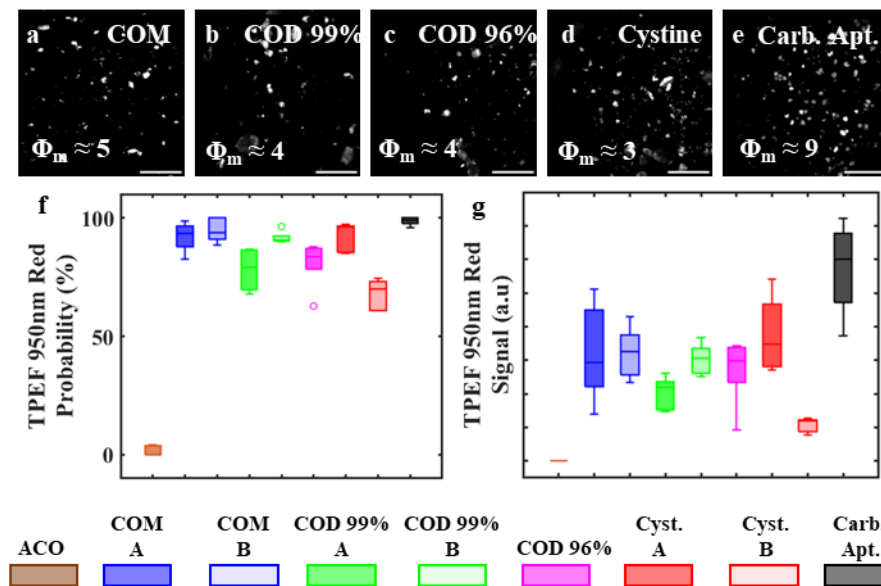 a COM
b COD 99%
c COD 96%
d Cystine
e Carb. Apt.
Φm ≈ 5
Φm ≈ 4
Φm ≈ 4
Φm ≈ 3
Φm ≈ 9
f
TPEF 950nm Red
Probability (%)
100
50
0
g
TPEF 950nm Red
Signal (a.u)
ACO
COM
A
COM
B
COD 99%
A
COD 99%
B
COD 96%
Cyst.
A
Cyst.
B
Carb.
Apt.